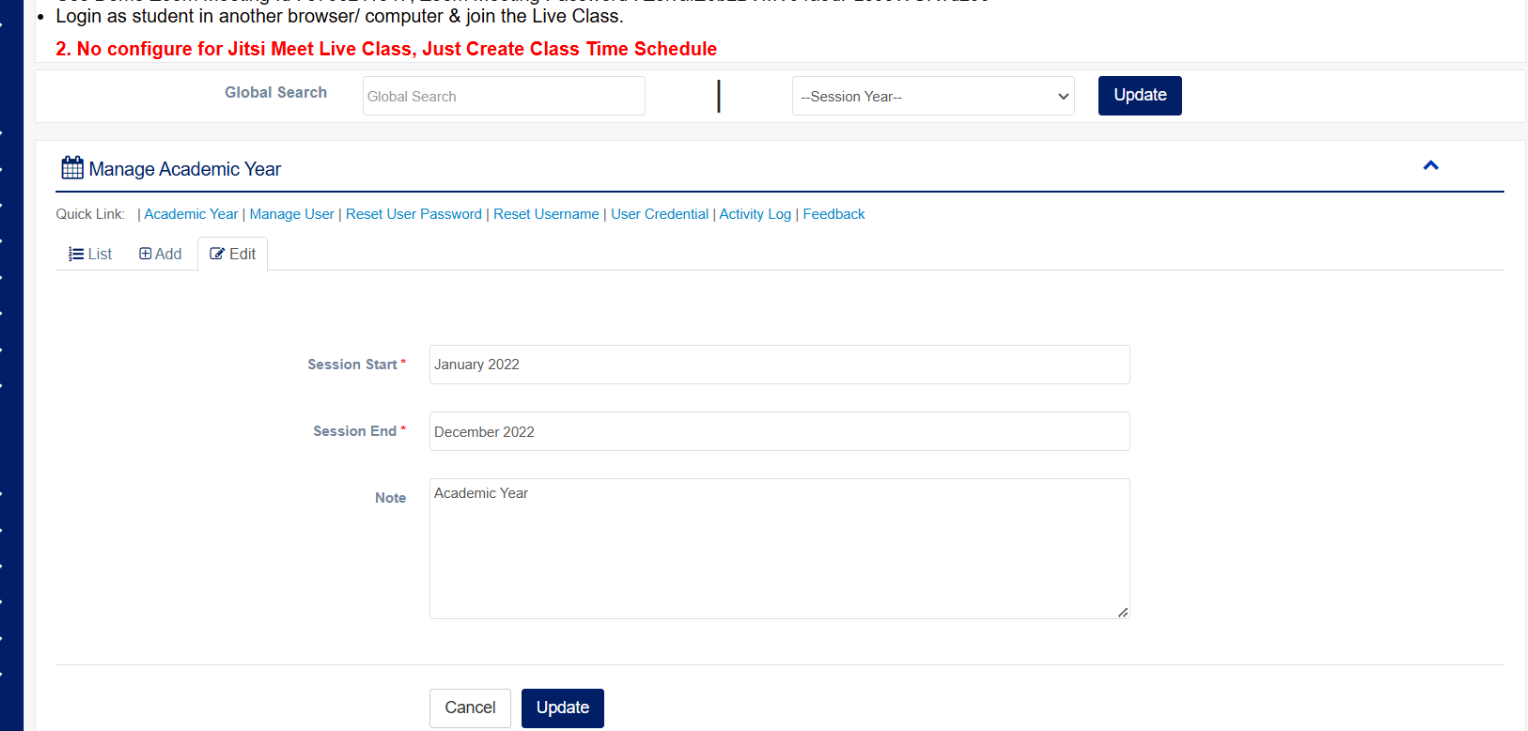 Login as student in another browser/ computer & join the Live Class.
2. No configure for Jitsi Meet Live Class, Just Create Class Time Schedule
Global Search Global Search --Session Year-- Update
Manage Academic Year
Quick Link: | Academic Year | Manage User | Reset User Password | Reset Username | User Credential | Activity Log | Feedback
List Add Edit
Session Start * January 2022
Session End * December 2022
Note Academic Year
Cancel Update